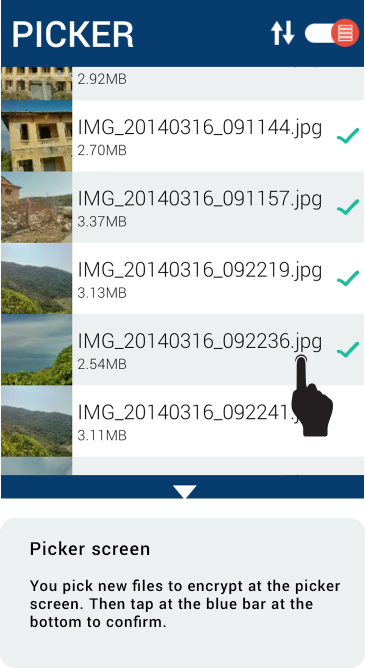 PICKER
2.92MB
IMG_20140316_091144.jpg
2.70MB
IMG_20140316_091157.jpg
3.37MB
IMG_20140316_092219.jpg
3.13MB
IMG_20140316_092236.jpg
2.54MB
IMG_20140316_092241.jpg
3.11MB
Picker screen
You pick new files to encrypt at the picker
screen. Then tap at the blue bar at the
bottom to confirm.